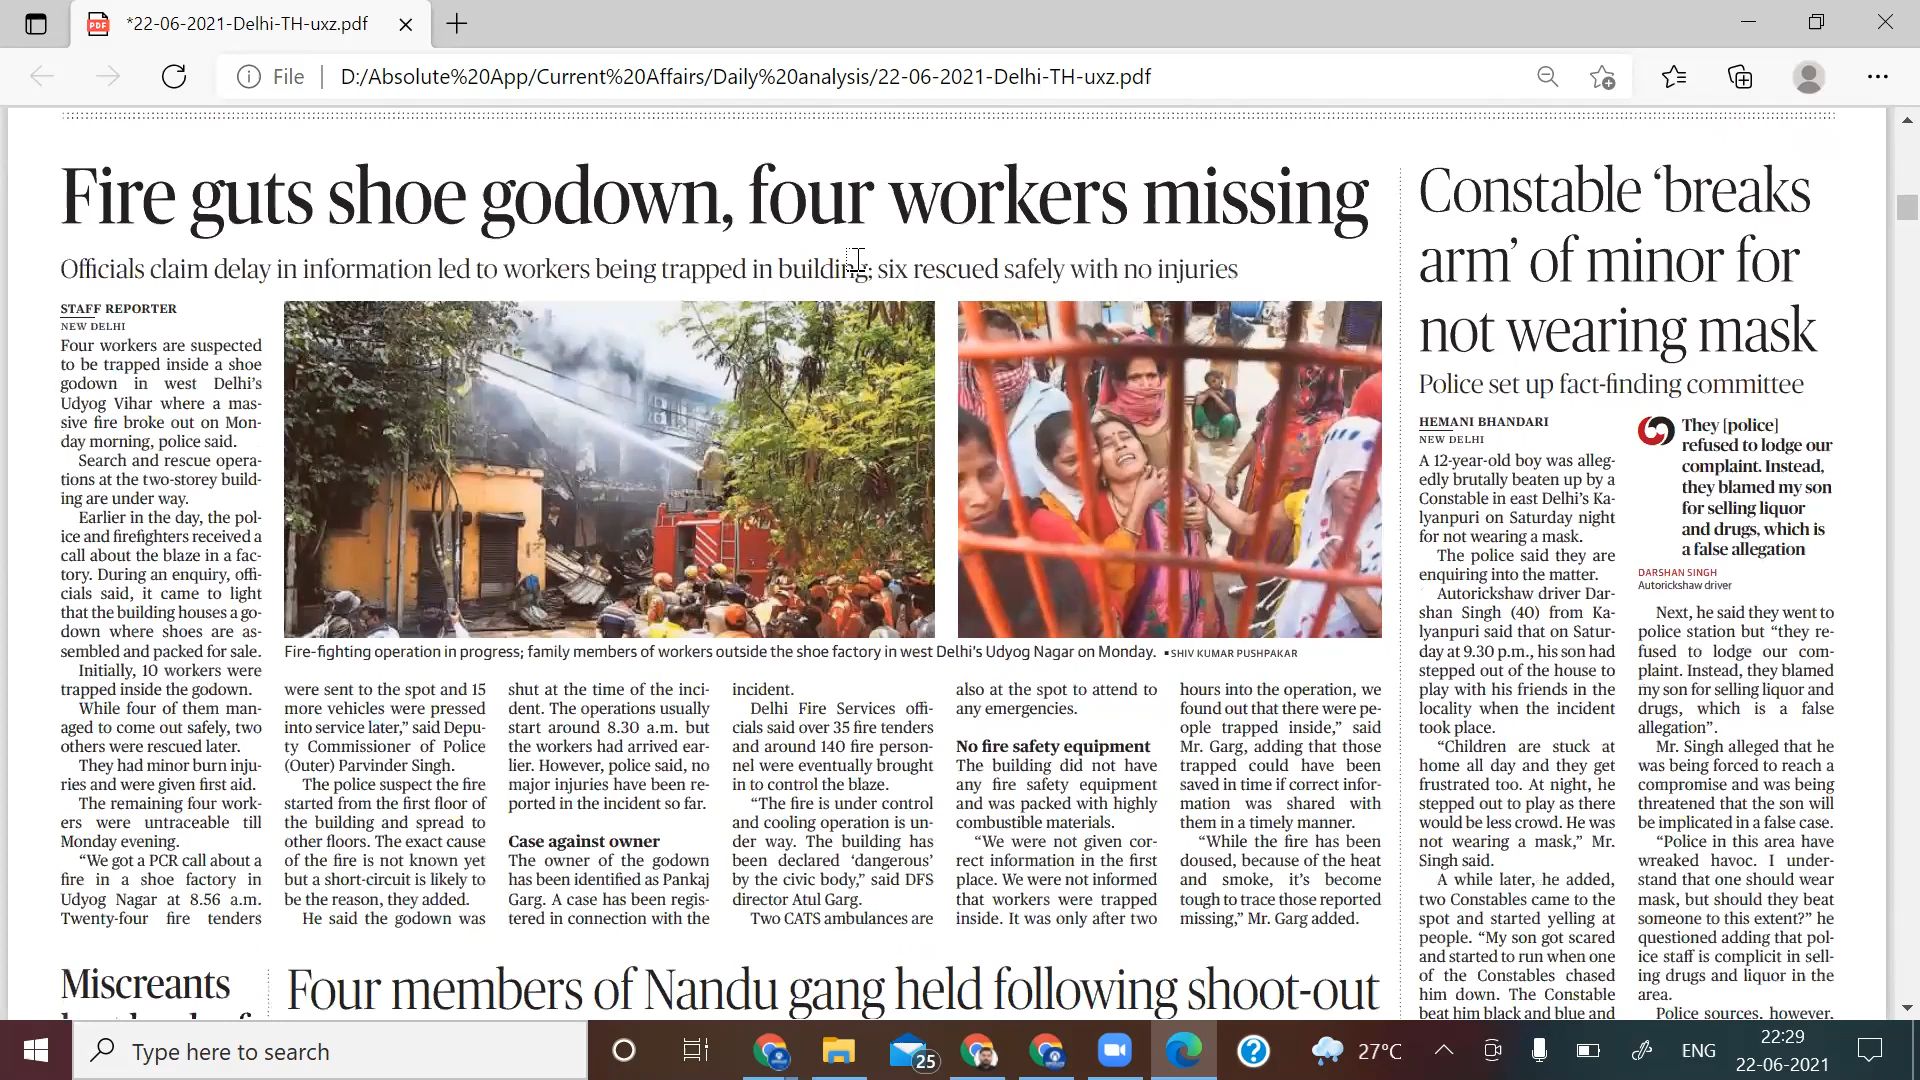 *22-06-2021-Delhi-TH-uxz.pdf
File
D:/Absolute%20App/Current%20Affairs/Daily%20analysis/22-06-2021-Delhi-TH-uxz.pdf
Fire guts shoe godown, four workers missing
Officials claim delay in information led to workers being trapped in building; six rescued safely with no injuries
STAFF REPORTER
NEW DELHI
Four workers are suspected
to be trapped inside a shoe
godown in west Delhi's
Udyog Vihar where a mas-
sive fire broke out on Mon-
day morning, police said.
Search and rescue opera-
tions at the two-storey build-
ing are under way.
Earlier in the day, the pol-
ice and firefighters received a
call about the blaze in a fac-
tory. During an enquiry, offi-
cials said, it came to light
that the building houses a go-
down where shoes are as-
sembled and packed for sale.
Initially, 10 workers were
trapped inside the godown.
While four of them man-
aged to come out safely, two
others were rescued later.
They had minor burn inju-
ries and were given first aid.
The remaining four work-
ers were untraceable till
Monday evening.
“We got a PCR call about a
fire in a shoe factory in
Udyog Nagar at 8.56 a.m.
Twenty-four fire tenders
Fire-fighting operation in progress; family members of workers outside the shoe factory in west Delhi's Udyog Nagar on Monday. ▪SHIV KUMAR PUSHPAKAR
were sent to the spot and 15
more vehicles were pressed
into service later,” said Depu-
ty Commissioner of Police
(Outer) Parvinder Singh.
The police suspect the fire
started from the first floor of
the building and spread to
other floors. The exact cause
of the fire is not known yet
but a short-circuit is likely to
be the reason, they added.
He said the godown was
shut at the time of the inci-
dent. The operations usually
start around 8.30 a.m. but
the workers had arrived ear-
lier. However, police said, no
major injuries have been re-
ported in the incident so far.
Case against owner
The owner of the godown
has been identified as Pankaj
Garg. A case has been regis-
tered in connection with the
incident.
Delhi Fire Services offi-
cials said over 35 fire tenders
and around 140 fire person-
nel were eventually brought
in to control the blaze.
“The fire is under control
and cooling operation is un-
der way. The building has
been declared ‘dangerous’
by the civic body,” said DFS
director Atul Garg.
Two CATS ambulances are
also at the spot to attend to
any emergencies.
No fire safety equipment
The building did not have
any fire safety equipment
and was packed with highly
combustible materials.
“We were not given cor-
rect information in the first
place. We were not informed
that workers were trapped
inside. It was only after two
hours into the operation, we
found out that there were pe-
ople trapped inside,” said
Mr. Garg, adding that those
trapped could have been
saved in time if correct infor-
mation was shared with
them in a timely manner.
“While the fire has been
doused, because of the heat
and smoke, it's become
tough to trace those reported
missing,” Mr. Garg added.
Constable ‘breaks
arm’ of minor for
not wearing mask
Police set up fact-finding committee
HEMANI BHANDARI
NEW DELHI
A 12-year-old boy was alleg-
edly brutally beaten up by a
Constable in east Delhi's Ka-
lyanpuri on Saturday night
for not wearing a mask.
The police said they are
enquiring into the matter.
Autorickshaw driver Dar-
shan Singh (40) from Ka-
lyanpuri said that on Satur-
day at 9.30 p.m., his son had
stepped out of the house to
play with his friends in the
locality when the incident
took place.
“Children are stuck at
home all day and they get
frustrated too. At night, he
stepped out to play as there
would be less crowd. He was
not wearing a mask,” Mr.
Singh said.
A while later, he added,
two Constables came to the
spot and started yelling at
people. “My son got scared
and started to run when one
of the Constables chased
him down. The Constable
beat him black and blue and
They [police]
refused to lodge our
complaint. Instead,
they blamed my son
for selling liquor
and drugs, which is
a false allegation
DARSHAN SINGH
Autorickshaw driver
Next, he said they went to
police station but “they re-
fused to lodge our com-
plaint. Instead, they blamed
my son for selling liquor and
drugs, which is a false
allegation”.
Mr. Singh alleged that he
was being forced to reach a
compromise and was being
threatened that the son will
be implicated in a false case.
“Police in this area have
wreaked havoc. I under-
stand that one should wear
mask, but should they beat
someone to this extent?” he
questioned adding that pol-
ice staff is complicit in sell-
ing drugs and liquor in the
area.
Police sources, however,
Miscreants
Four members of Nandu gang held following shoot-out
Type here to search
25
27°C
ENG
22:29
22-06-2021